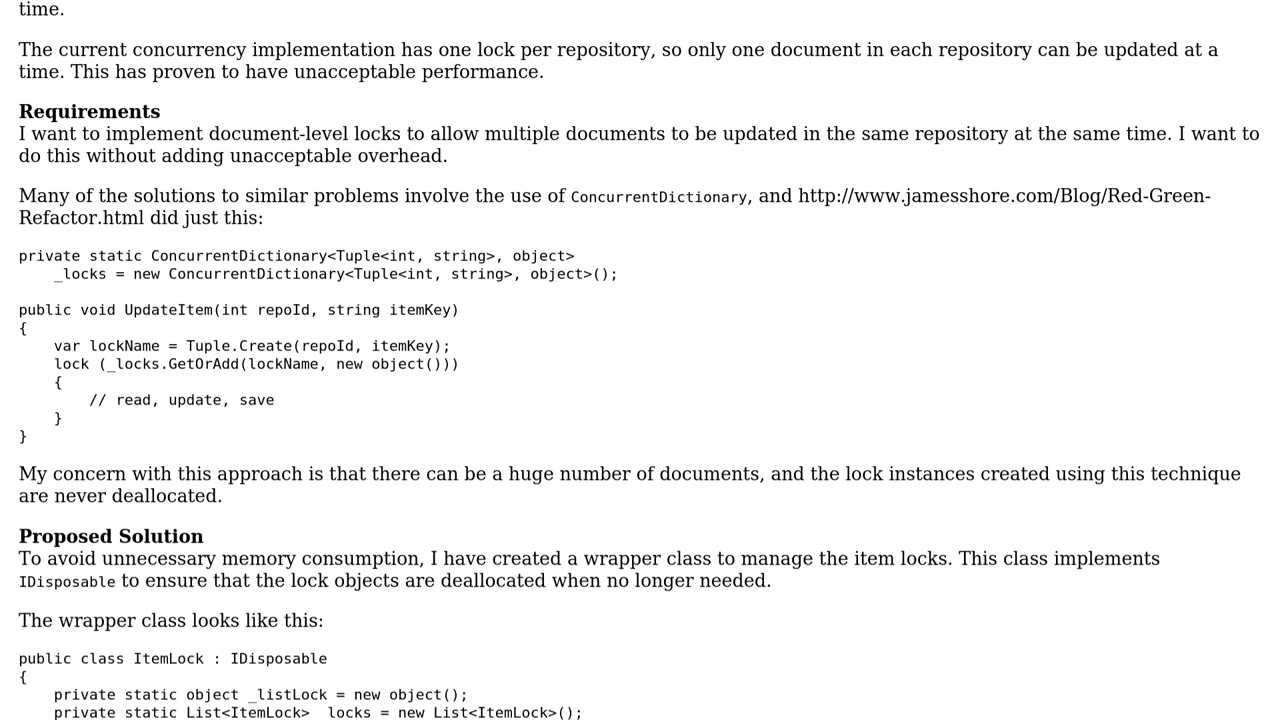 time.
The current concurrency implementation has one lock per repository, so only one document in each repository can be updated at a
time. This has proven to have unacceptable performance.
Requirements
I want to implement document-level locks to allow multiple documents to be updated in the same repository at the same time. I want to
do this without adding unacceptable overhead.
Many of the solutions to similar problems involve the use of ConcurrentDictionary, and http://www.jamesshore.com/Blog/Red-Green-
Refactor.html did just this:
private static ConcurrentDictionary<Tuple<int, string>, object>
    _locks = new ConcurrentDictionary<Tuple<int, string>, object>();
public void UpdateItem(int repoId, string itemKey)
{
    var lockName = Tuple.Create(repoId, itemKey);
    lock (_locks.GetOrAdd(lockName, new object()))
    {
        // read, update, save
    }
}
My concern with this approach is that there can be a huge number of documents, and the lock instances created using this technique
are never deallocated.
Proposed Solution
To avoid unnecessary memory consumption, I have created a wrapper class to manage the item locks. This class implements
IDisposable to ensure that the lock objects are deallocated when no longer needed.
The wrapper class looks like this:
public class ItemLock : IDisposable
{
    private static object _listLock = new object();
    private static List<ItemLock>  locks = new List<ItemLock>();